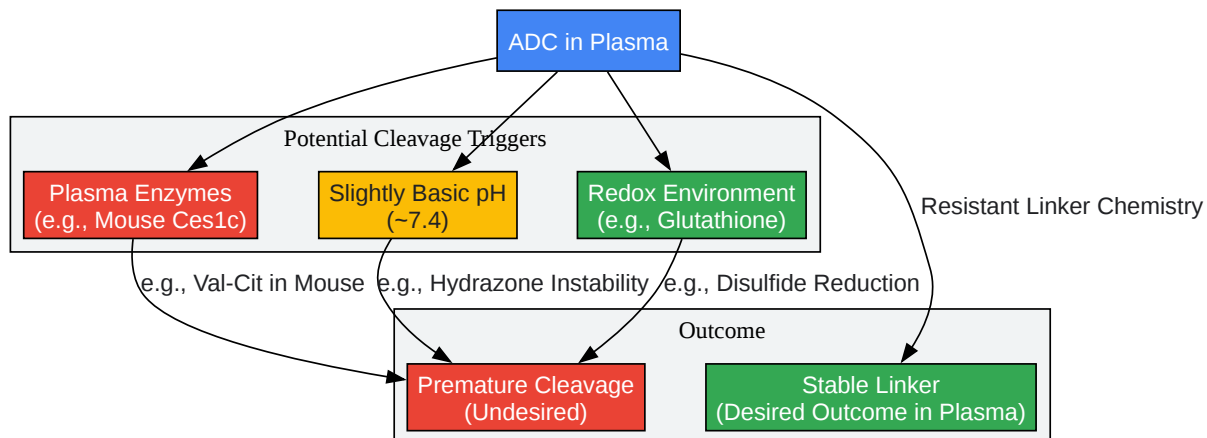 ADC in Plasma
Potential Cleavage Triggers
Plasma Enzymes
(e.g., Mouse Ces1c)
Slightly Basic pH
(~7.4)
Redox Environment
(e.g., Glutathione)
Resistant Linker Chemistry
e.g., Val-Cit in Mouse
e.g., Hydrazone Instability
e.g., Disulfide Reduction
Outcome
Premature Cleavage
(Undesired)
Stable Linker
(Desired Outcome in Plasma)